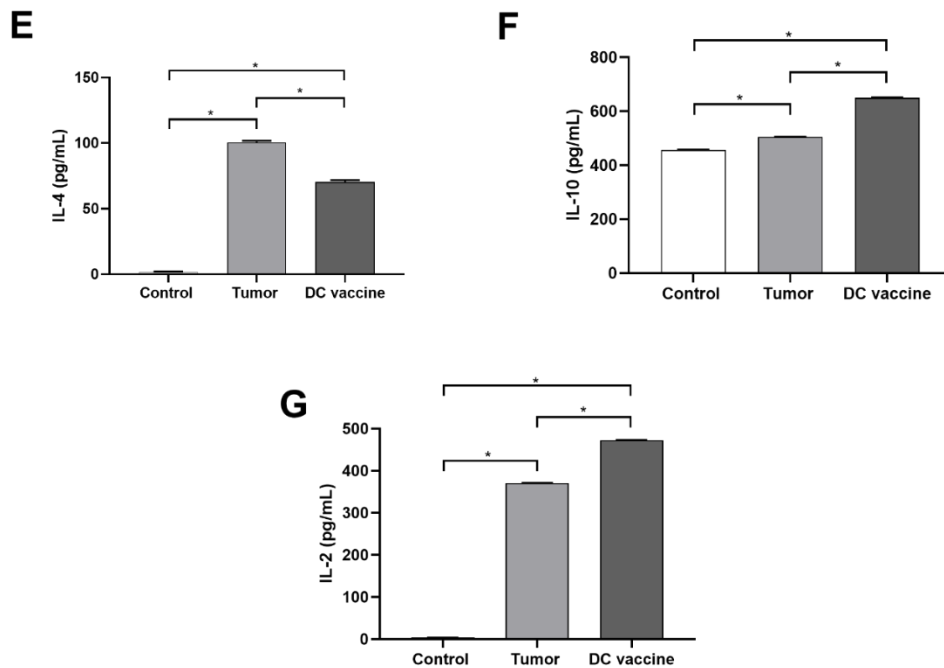 E
*
*
*
150
100
50
0
IL-4 (pg/mL)
Control Tumor DC vaccine
F
*
*
*
800
600
400
200
0
IL-10 (pg/mL)
Control Tumor DC vaccine
G
*
*
*
500
400
300
200
100
0
IL-2 (pg/mL)
Control Tumor DC vaccine